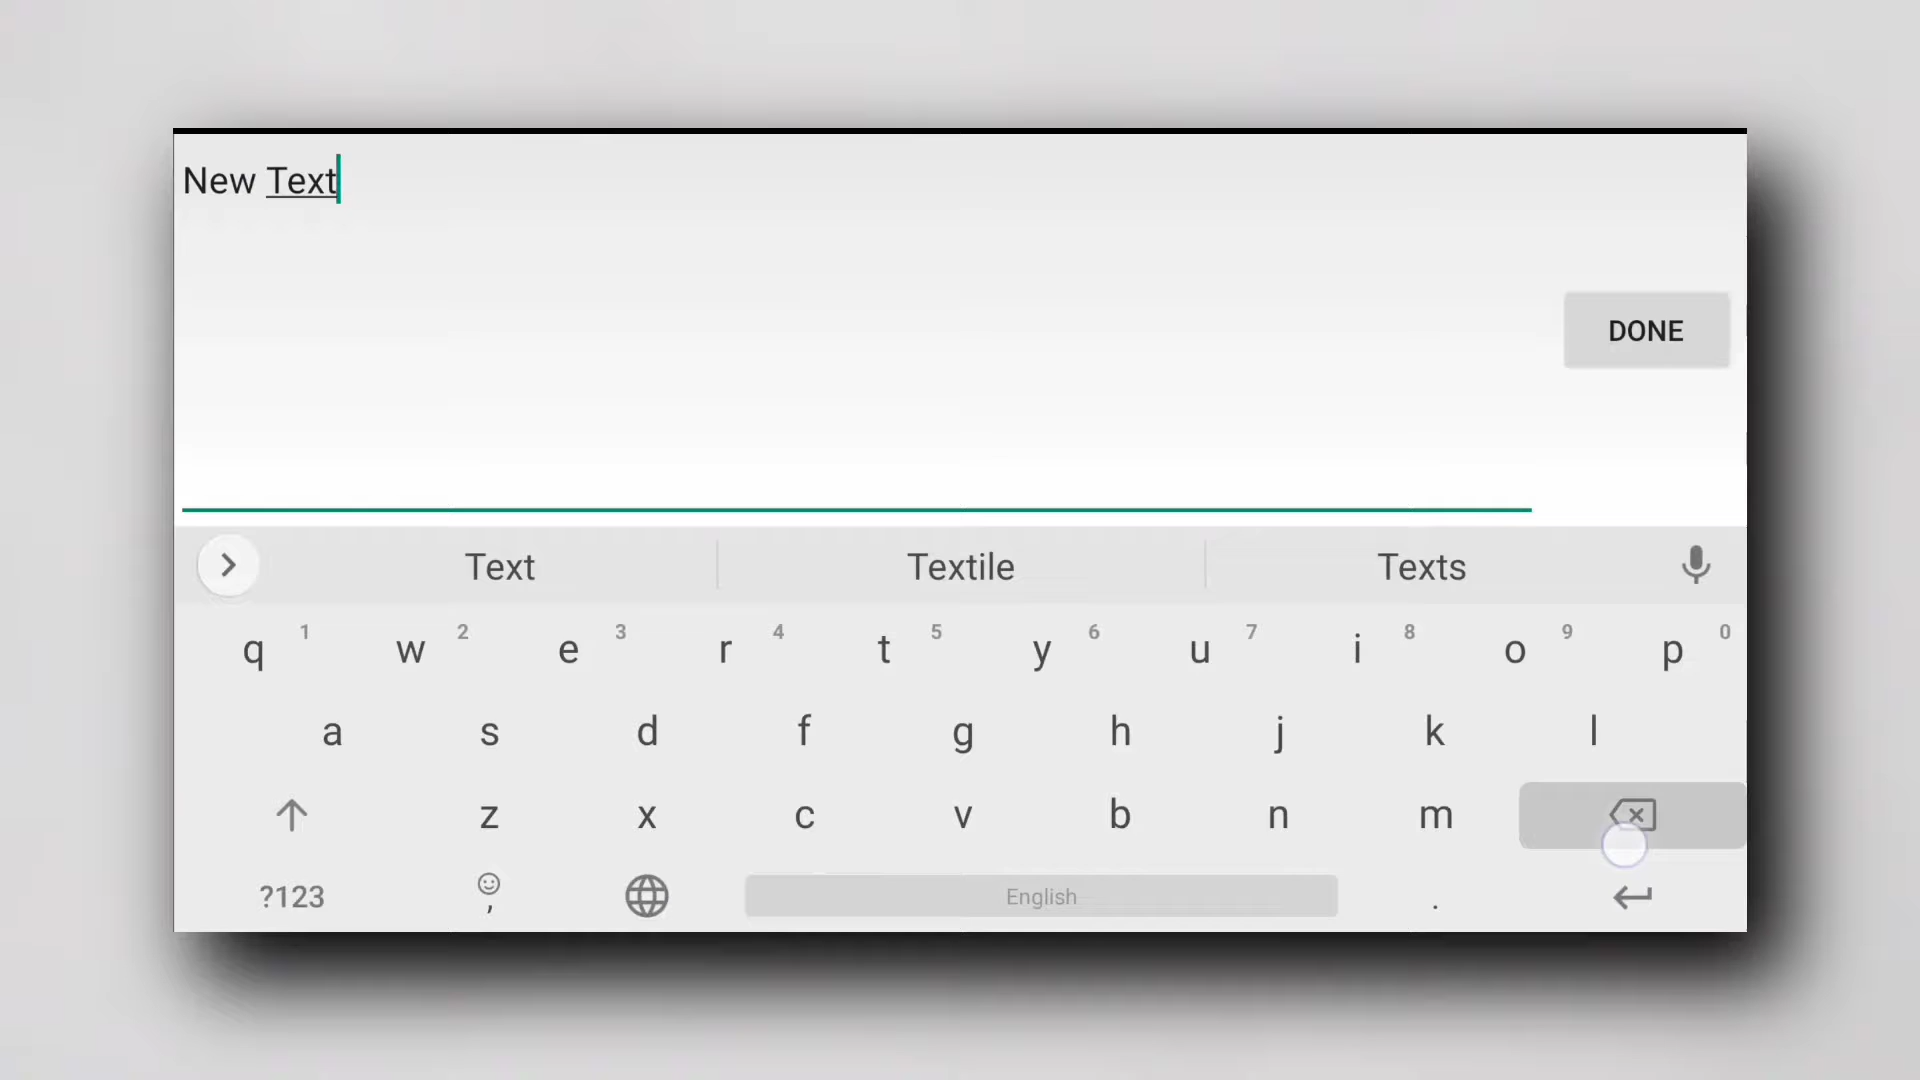 New Text
DONE
Text Textile Texts
q 1 w 2 e 3 r 4 t 5 y 6 u 7 i 8 o 9 p 0
a s d f g h j k l
z x c v b n m
?123 , English .